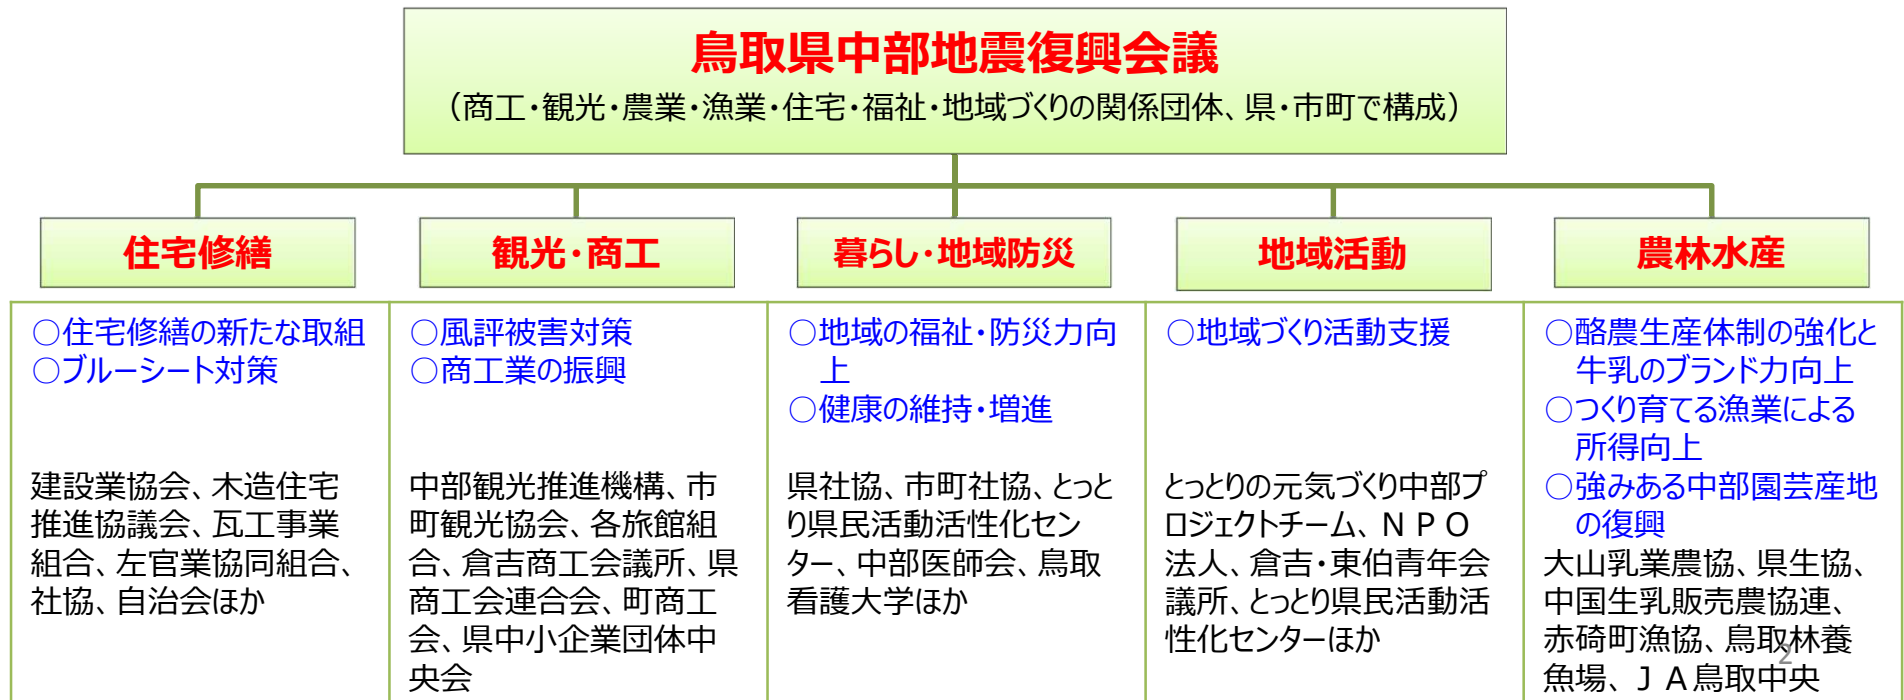 鳥取県中部地震復興会議
（商工・観光・農業・漁業・住宅・福祉・地域づくりの関係団体、県・市町で構成）
住宅修繕
○住宅修繕の新たな取組
○ブルーシート対策
建設業協会、木造住宅
推進協議会、瓦工事業
組合、左官業協同組合、
社協、自治会ほか
観光・商工
○風評被害対策
○商工業の振興
中部観光推進機構、市
町観光協会、各旅館組
合、倉吉商工会議所、県
商工会連合会、町商工
会、県中小企業団体中
央会
暮らし・地域防災
○地域の福祉・防災力向
上
○健康の維持・増進
県社協、市町社協、とっと
り県民活動活性化セン
ター、中部医師会、鳥取
看護大学ほか
地域活動
○地域づくり活動支援
とっとりの元気づくり中部プ
ロジェクトチーム、ＮＰＯ
法人、倉吉・東伯青年会
議所、とっとり県民活動活
性化センターほか
農林水産
○酪農生産体制の強化と
牛乳のブランド力向上
○つくり育てる漁業による
所得向上
○強みある中部園芸産地
の復興
大山乳業農協、県生協、
中国生乳販売農協連、
赤碕町漁協、鳥取林養
魚場、ＪＡ鳥取中央
2